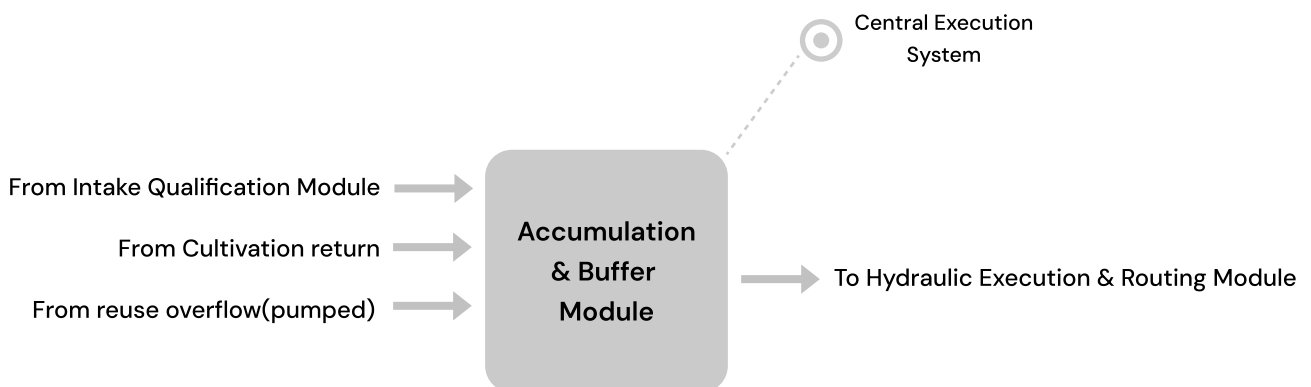 Central Execution
System
From Intake Qualification Module
From Cultivation return
From reuse overflow(pumped)
Accumulation
& Buffer
Module
To Hydraulic Execution & Routing Module